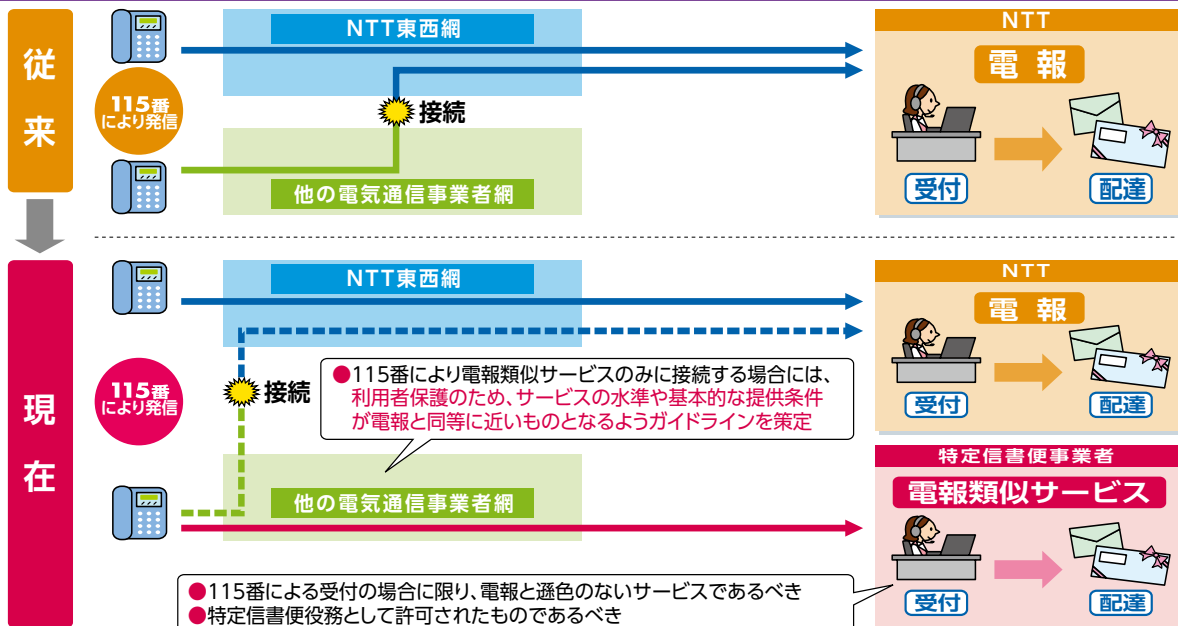 従来
115番
により発信
NTT東西網
接続
他の電気通信事業者網
NTT
電報
受付
配達
現在
115番
により発信
NTT東西網
接続
●115番により電報類似サービスのみに接続する場合には、
利用者保護のため、サービスの水準や基本的な提供条件
が電報と同等に近いものとなるようガイドラインを策定
他の電気通信事業者網
NTT
電報
受付
配達
特定信書便事業者
電報類似サービス
受付
配達
●115番による受付の場合に限り、電報と遜色のないサービスであるべき
●特定信書便役務として許可されたものであるべき